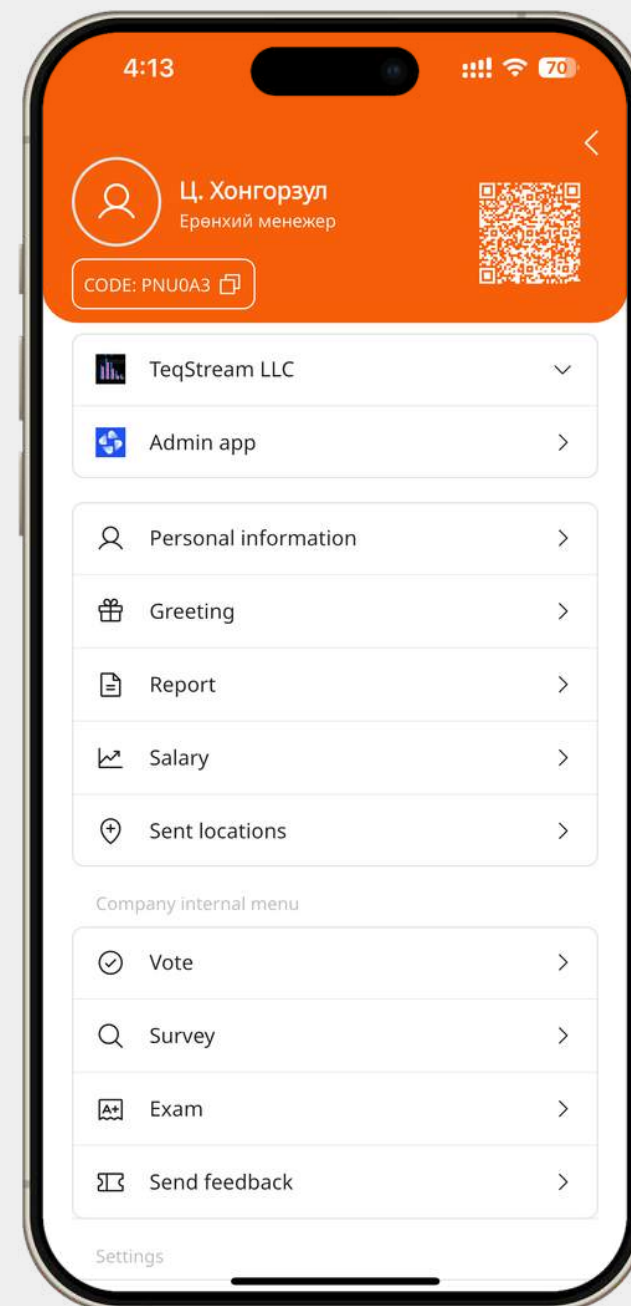 4:13
70
Ц. Хонгорзул
Ерөнхий менежер
CODE: PNU0A3
TeqStream LLC
Admin app
Personal information
Greeting
Report
Salary
Sent locations
Company internal menu
Vote
Survey
A+
Exam
Send feedback
Settings